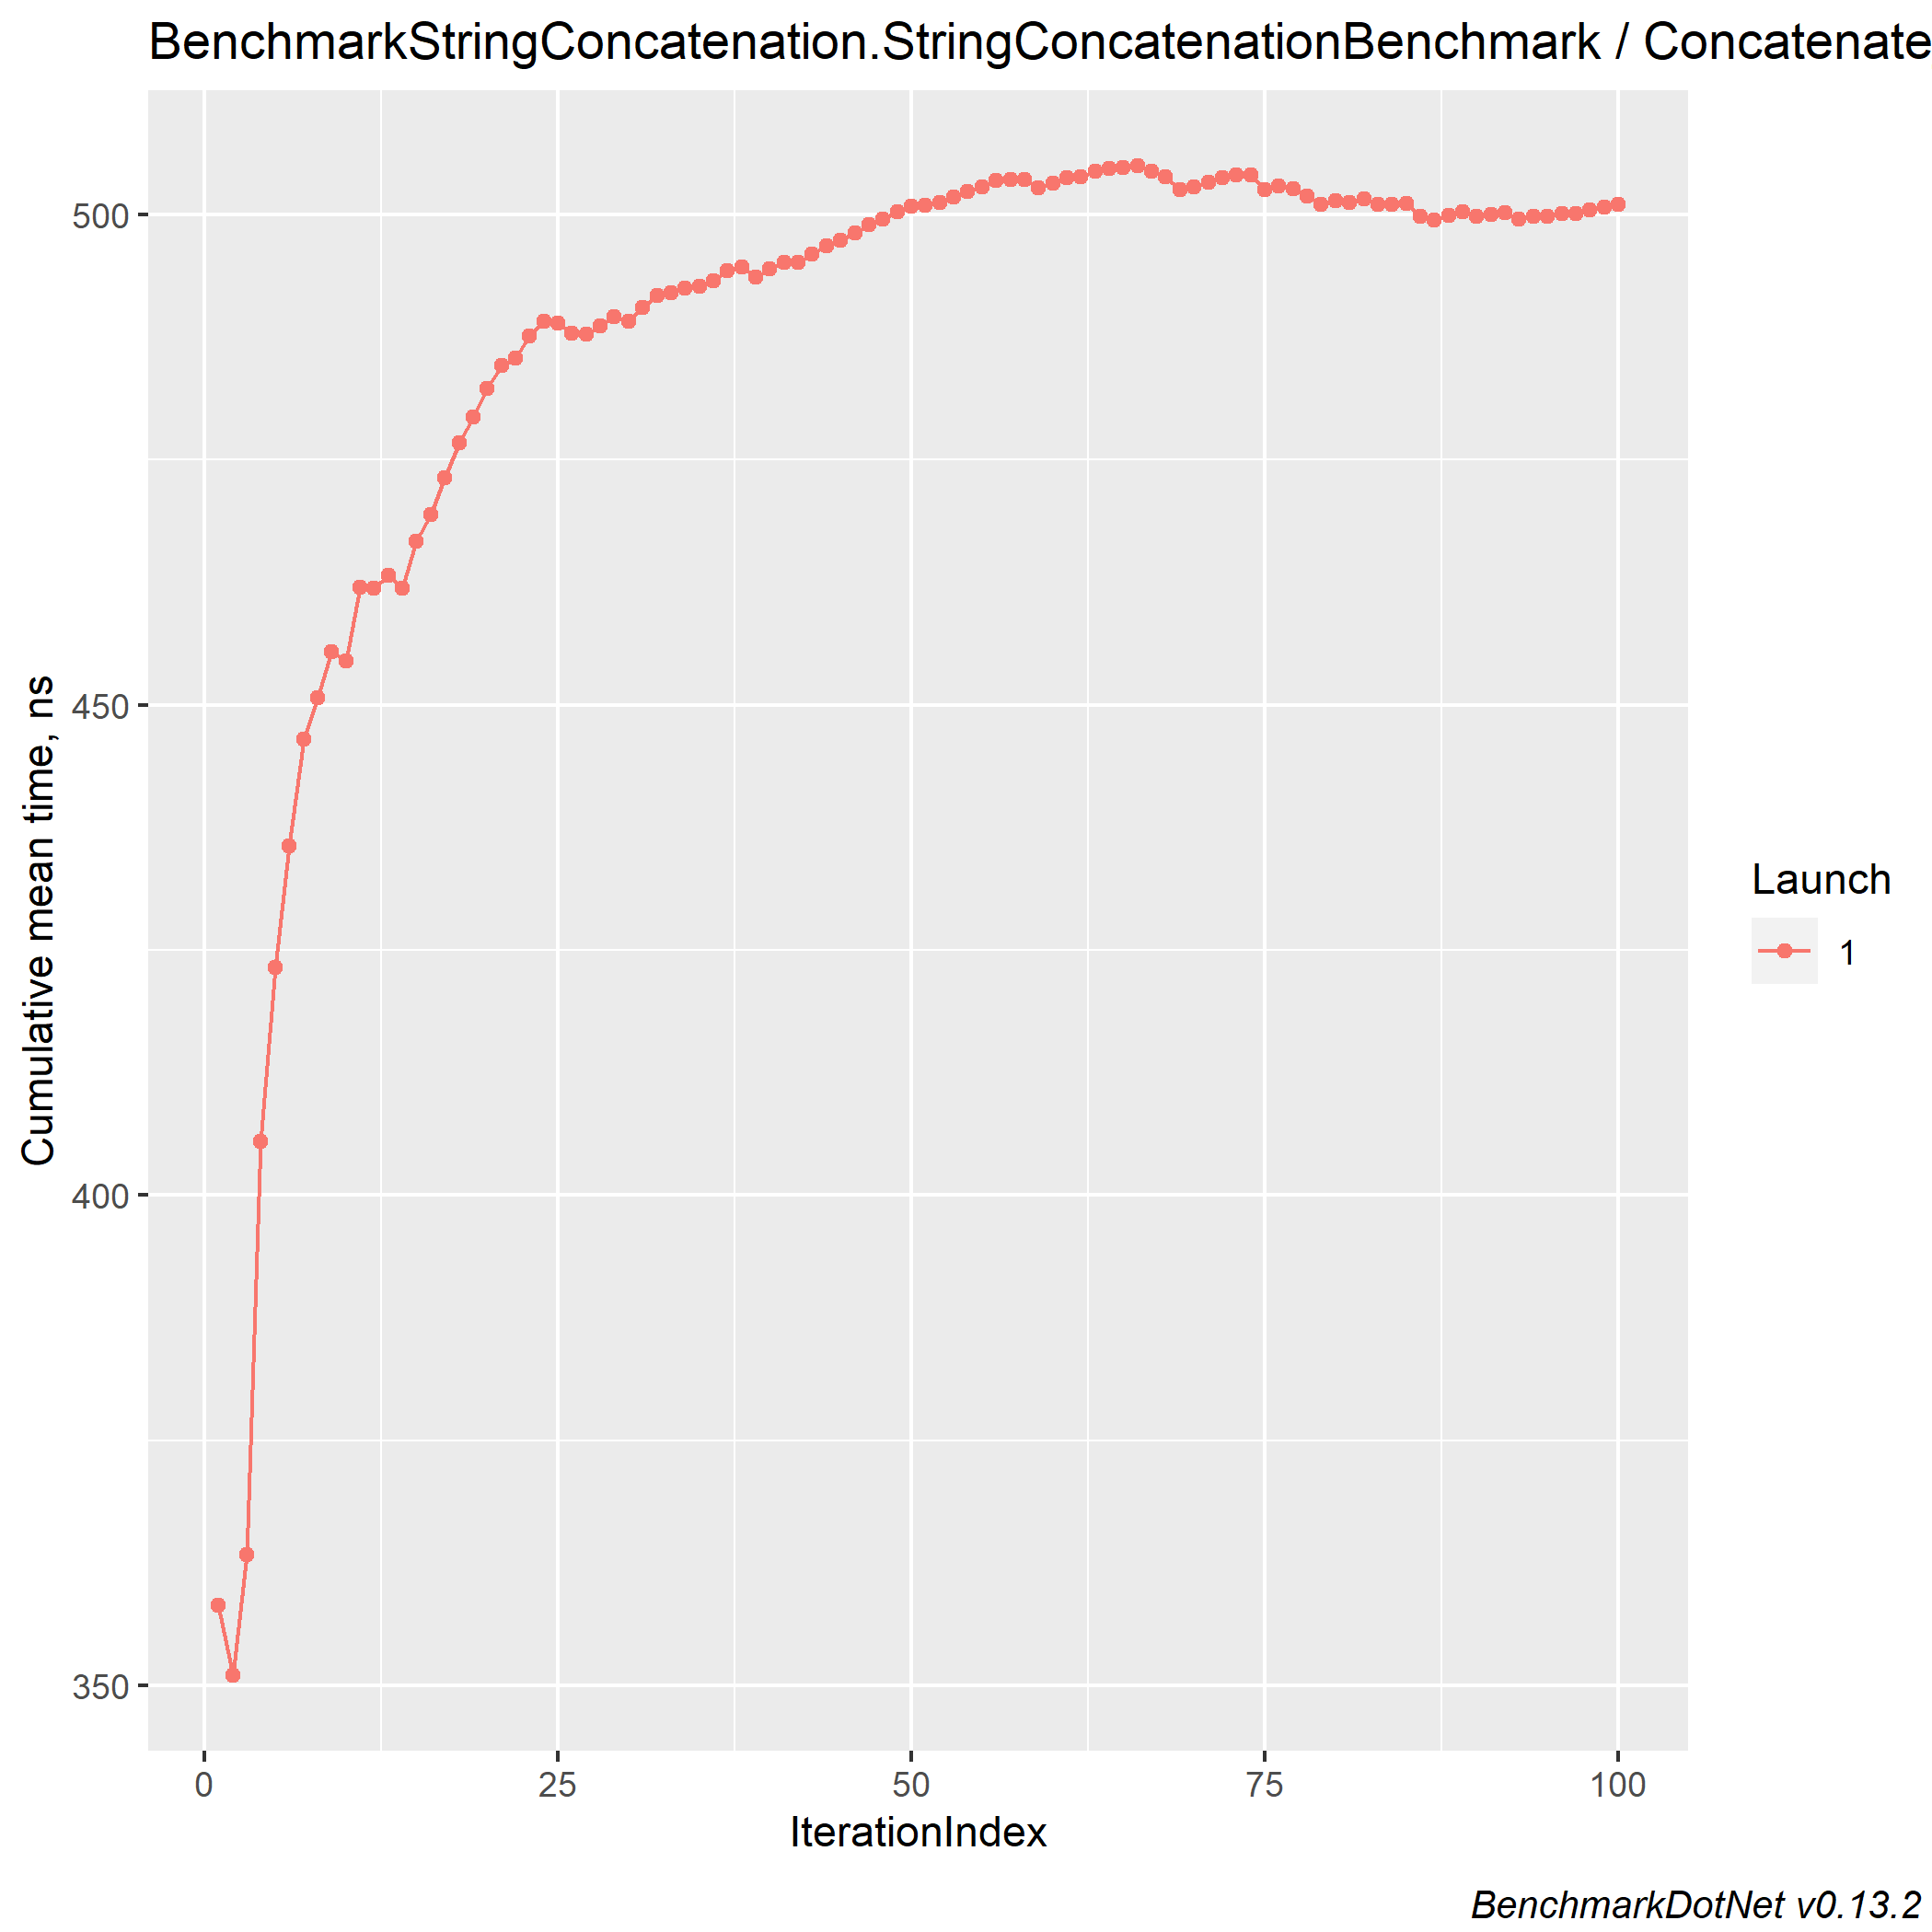 BenchmarkStringConcatenation.StringConcatenationBenchmark / Concatenate
Cumulative mean time, ns
500
450
400
350
0 25 50 75 100
IterationIndex
Launch
1
BenchmarkDotNet v0.13.2